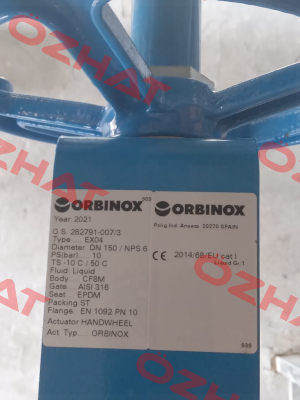 OZHAT
ORBINOX
Year. 2021
O.S. 282791-007/3
Type.... EX04
Diameter DN 150 / NPS 6
PS(bar).... 10
TS -10 C / 50 C
Fluid Liquid
Body.... CF8M
Gate.... AISI 316
Seat.... EPDM
Packing ST
Flange. EN 1092 PN 10
Actuator HANDWHEEL
Act. Typ... ORBINOX
ORBINOX
Polig.Ind. Anoeta 20270 SPAIN
CE 2014/68/EU cat I
OZHAT
OZHAT
OZHAT
OZHAT